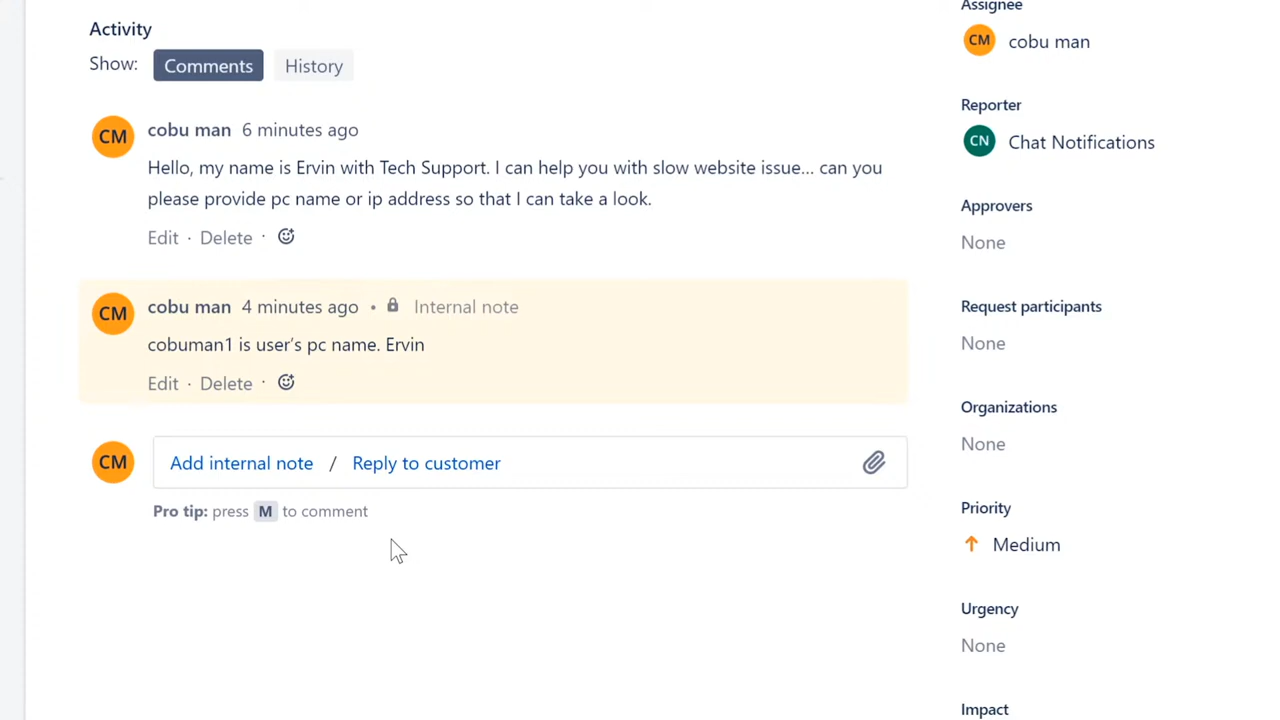 Activity
Show: Comments History
CM cobu man 6 minutes ago
Hello, my name is Ervin with Tech Support. I can help you with slow website issue... can you
please provide pc name or ip address so that I can take a look.
Edit · Delete ·
CM cobu man 4 minutes ago • Internal note
cobuman1 is user's pc name. Ervin
Edit · Delete ·
CM Add internal note / Reply to customer
Pro tip: press M to comment
Assignee
CM cobu man
Reporter
CN Chat Notifications
Approvers
None
Request participants
None
Organizations
None
Priority
Medium
Urgency
None
Impact